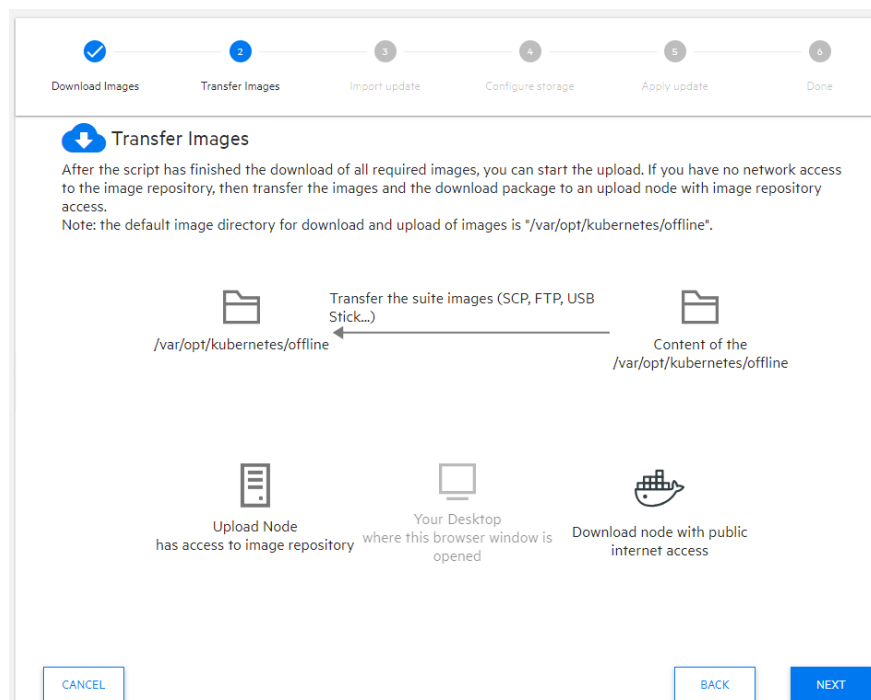 2 3 4 5 6
Download Images Transfer Images Import update Configure storage Apply update Done
Transfer Images
After the script has finished the download of all required images, you can start the upload. If you have no network access
to the image repository, then transfer the images and the download package to an upload node with image repository
access.
Note: the default image directory for download and upload of images is "/var/opt/kubernetes/offline".
Transfer the suite images (SCP, FTP, USB
Stick...)
/var/opt/kubernetes/offline
Content of the
/var/opt/kubernetes/offline
Upload Node
has access to image repository
Your Desktop
where this browser window is
opened
Download node with public
internet access
CANCEL BACK NEXT